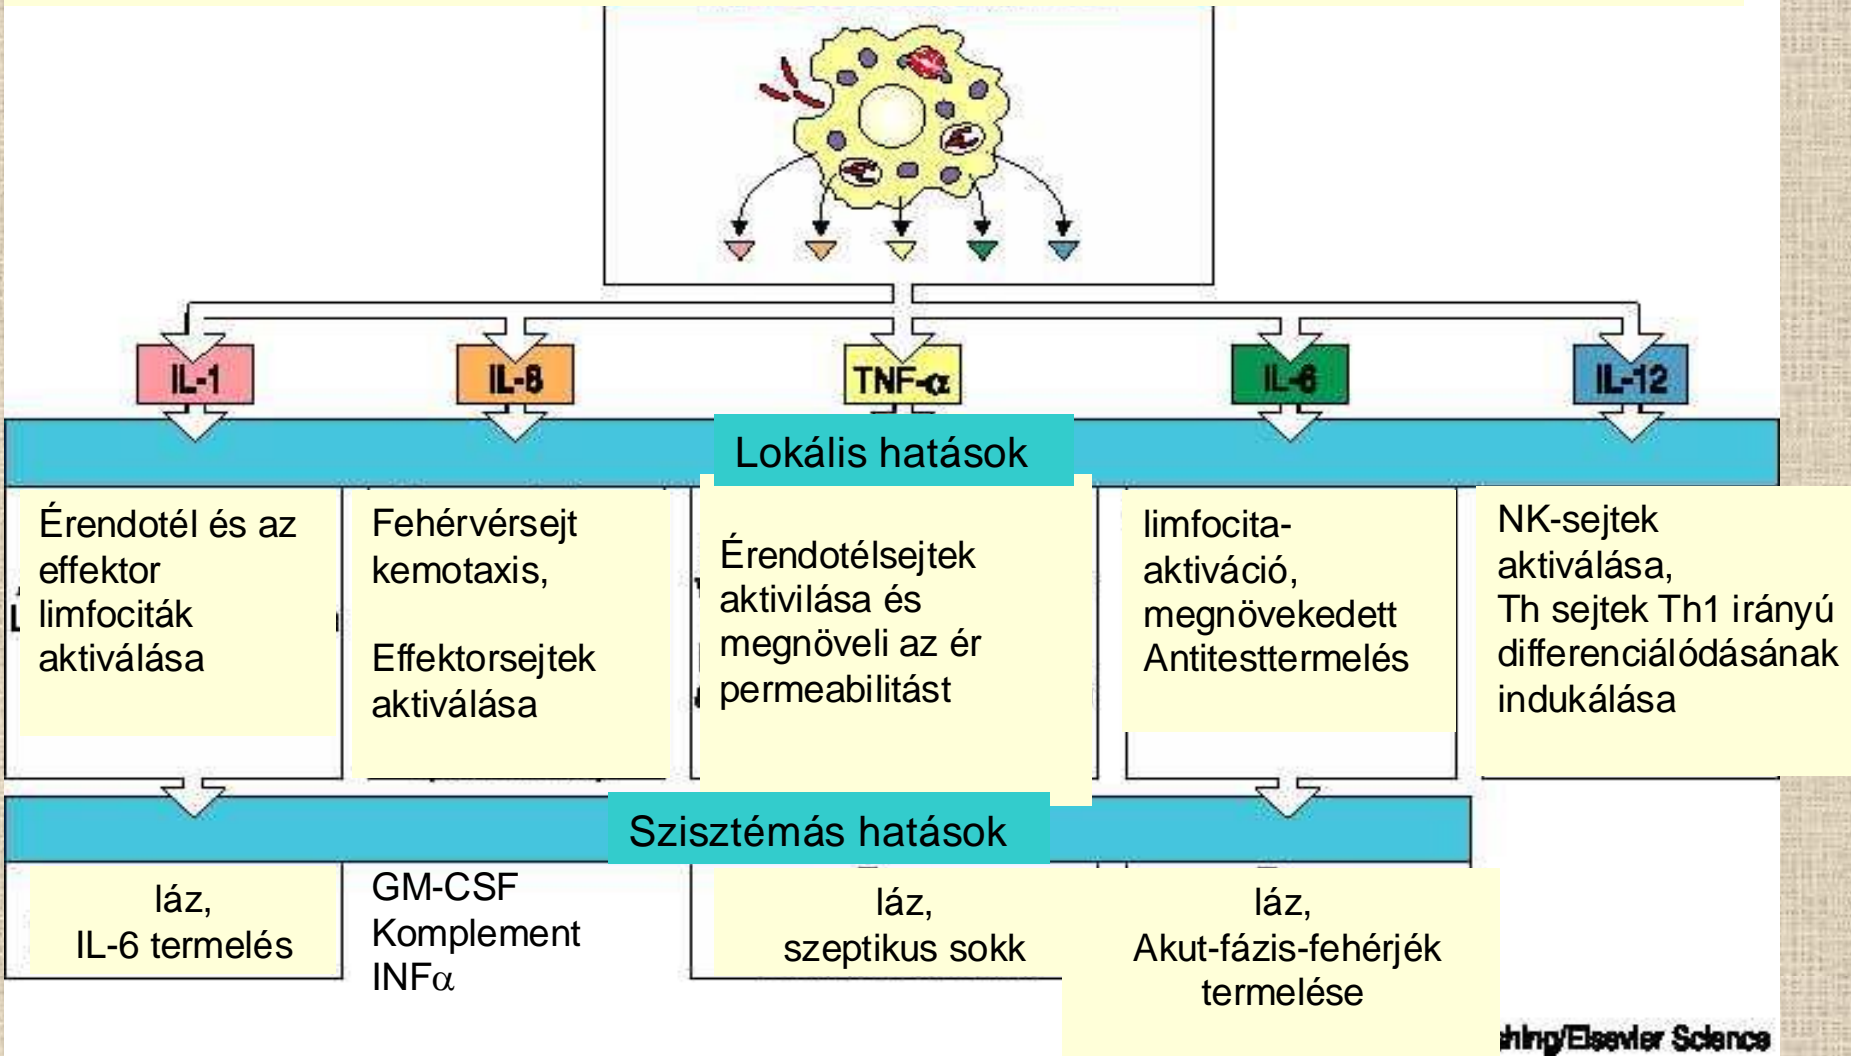 IL-1
IL-8
TNF-α
IL-6
IL-12
Lokális hatások
Érendotél és az
effektor
limfociták
aktiválása
Fehérvérsejt
kemotaxis,
Effektorsejtek
aktiválása
Érendotélsejtek
aktivilása és
megnöveli az ér
permeabilitást
limfocita-
aktiváció,
megnövekedett
Antitesttermelés
NK-sejtek
aktiválása,
Th sejtek Th1 irányú
differenciálódásának
indukálása
Szisztémás hatások
láz,
IL-6 termelés
GM-CSF
Komplement
INFα
láz,
szeptikus sokk
láz,
Akut-fázis-fehérjék
termelése
shing/Elsevier Science